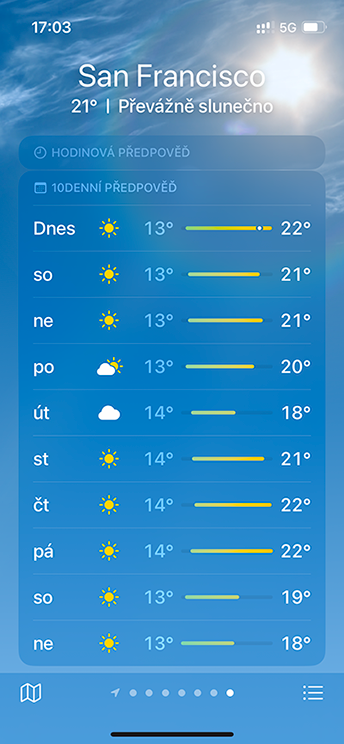 17:03 5G
San Francisco
21° | Převážně slunečno
HODINOVÁ PŘEDPOVĚĎ
10DENNÍ PŘEDPOVĚĎ
Dnes 13° 22°
so 13° 21°
ne 13° 21°
po 13° 20°
út 14° 18°
st 14° 21°
čt 14° 22°
pá 14° 22°
so 13° 19°
ne 13° 18°